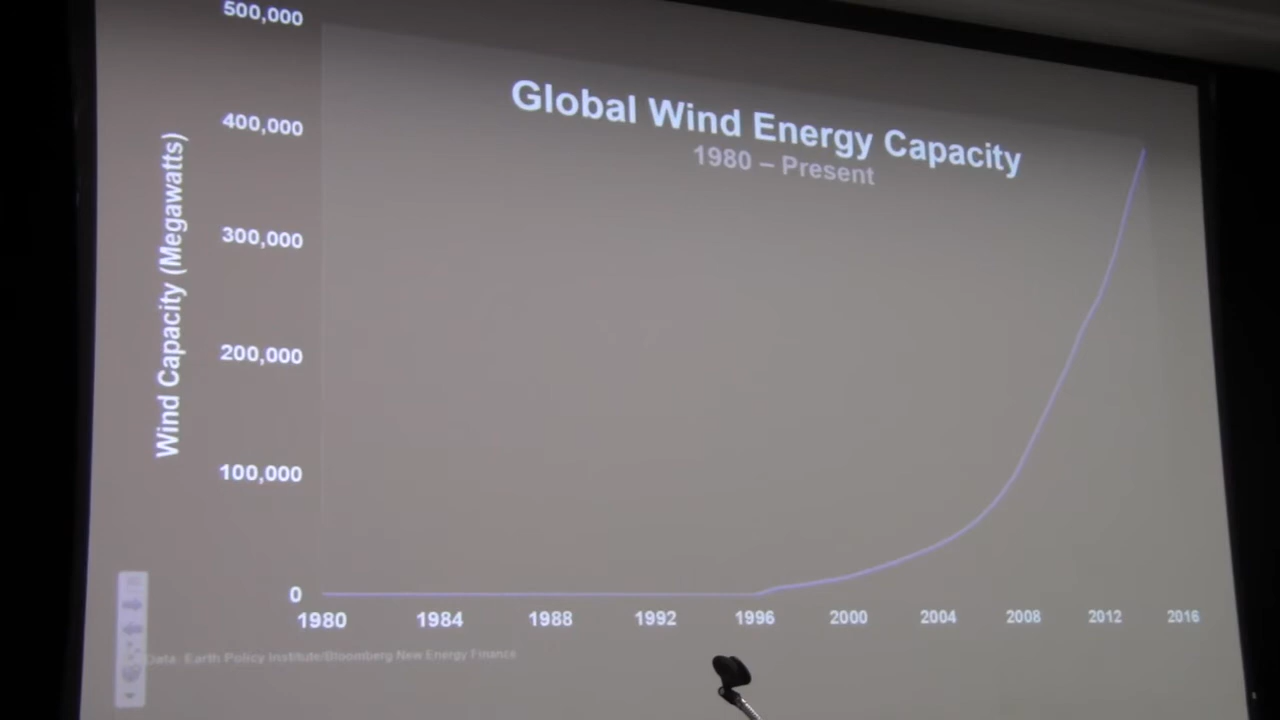 Global Wind Energy Capacity
1980 – Present
Wind Capacity (Megawatts)
500,000
400,000
300,000
200,000
100,000
0
1980 1984 1988 1992 1996 2000 2004 2008 2012 2016
Data: Earth Policy Institute/Bloomberg New Energy Finance